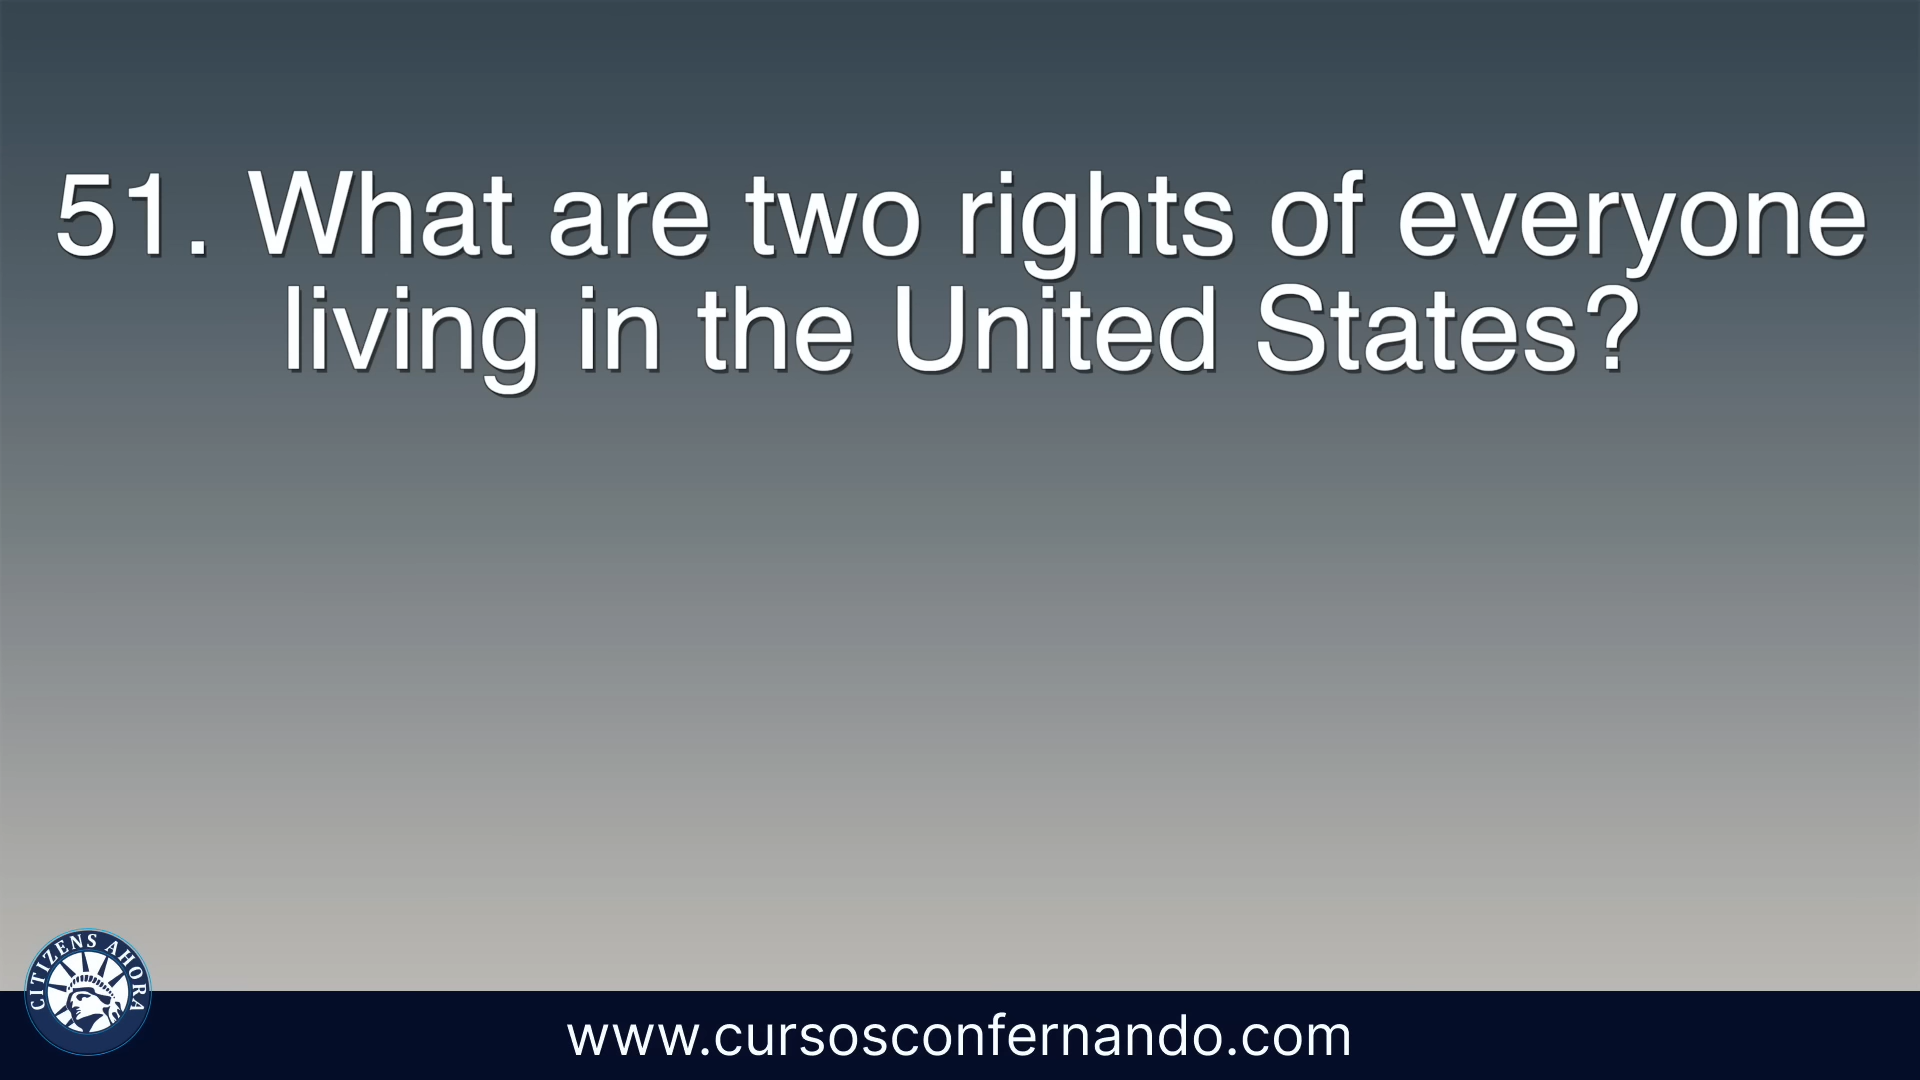 51. What are two rights of everyone
living in the United States?
CITIZENS AHORA
www.cursosconfernando.com